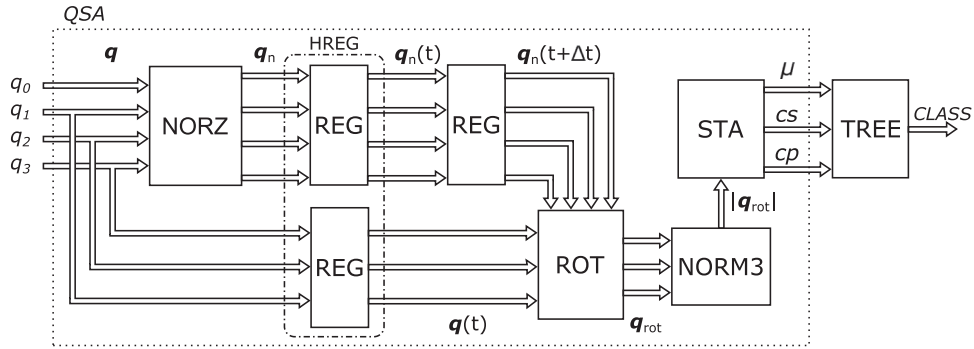 QSA
q
q0
q1
q2
q3
NORZ
qn
HREG
REG
qn(t)
REG
qn(t+Δt)
REG
q(t)
ROT
qrot
NORM3
|qrot|
STA
μ
cs
cp
TREE
CLASS